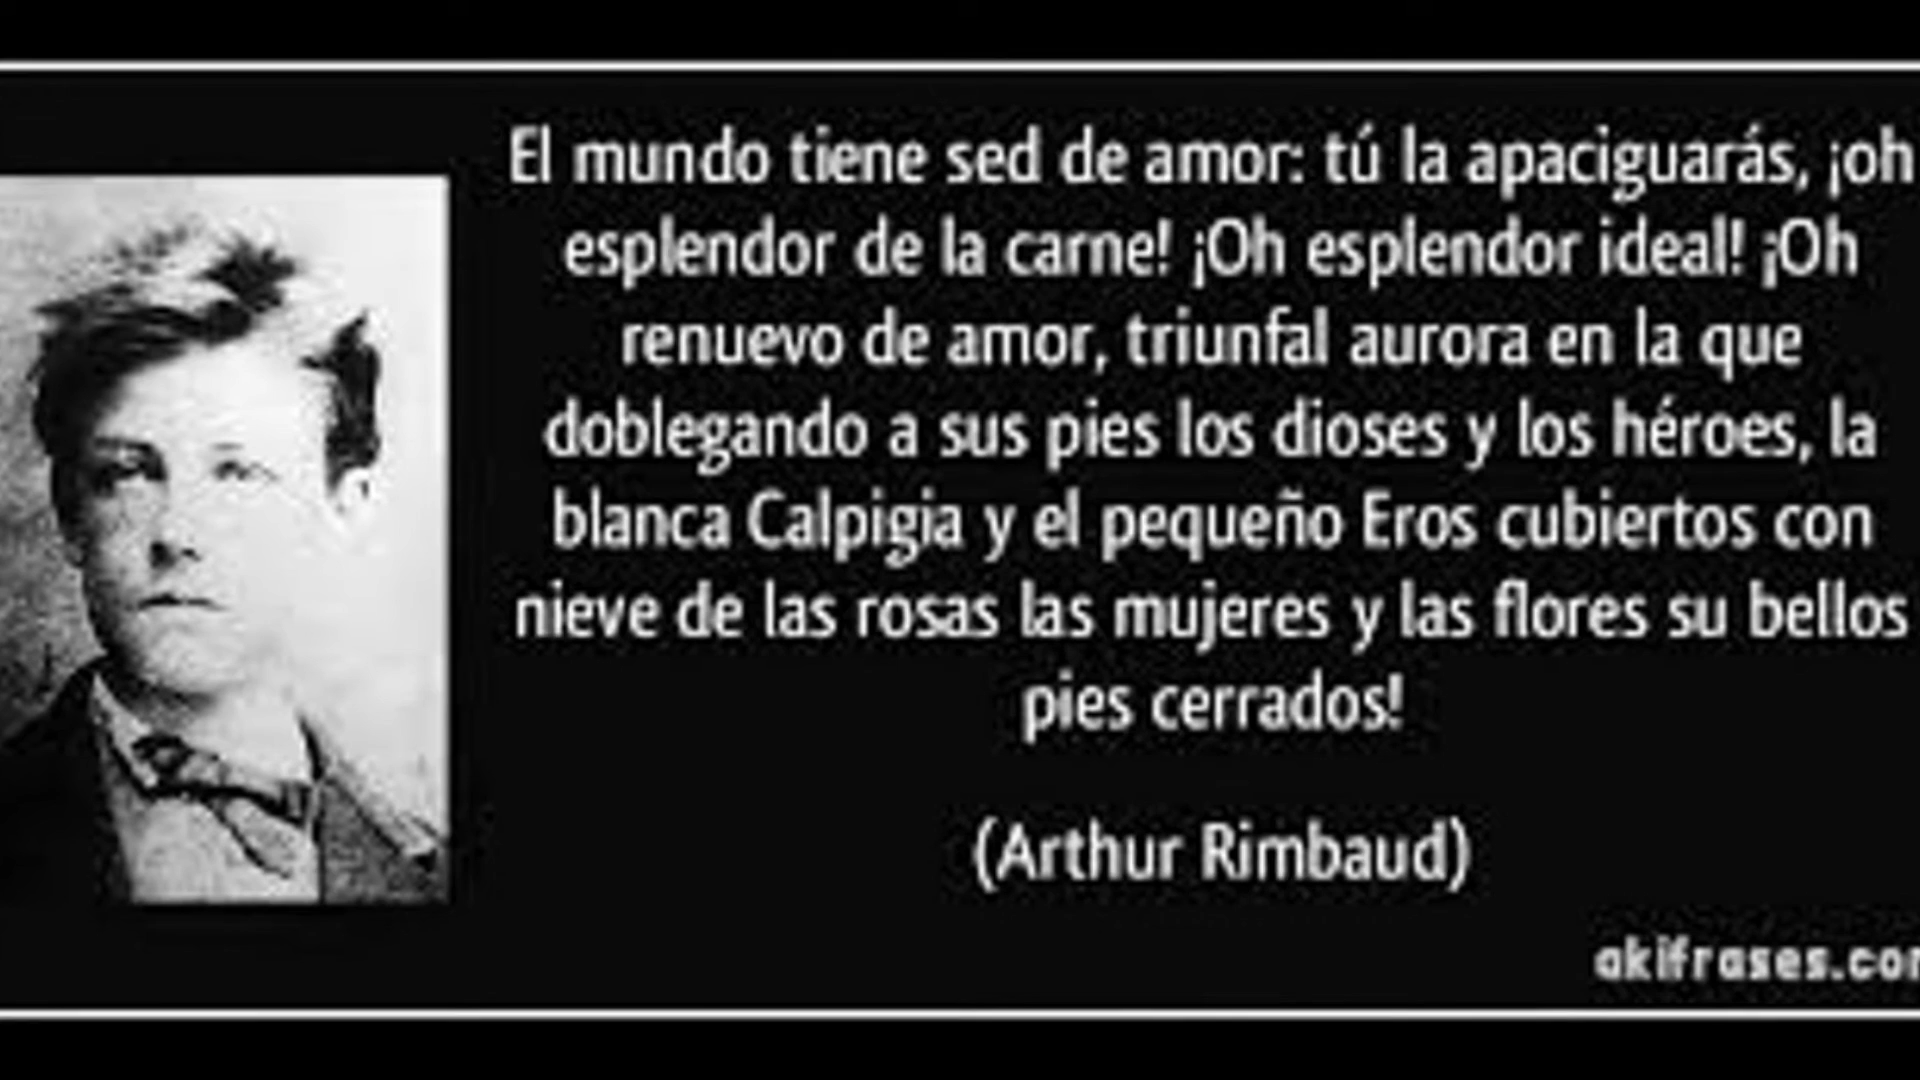 El mundo tiene sed de amor: tú la apaciguarás, ¡oh
esplendor de la carne! ¡Oh esplendor ideal! ¡Oh
renuevo de amor, triunfal aurora en la que
doblegando a sus pies los dioses y los héroes, la
blanca Calpigia y el pequeño Eros cubiertos con
nieve de las rosas las mujeres y las flores su bellos
pies cerrados!
(Arthur Rimbaud)
akifrases.com